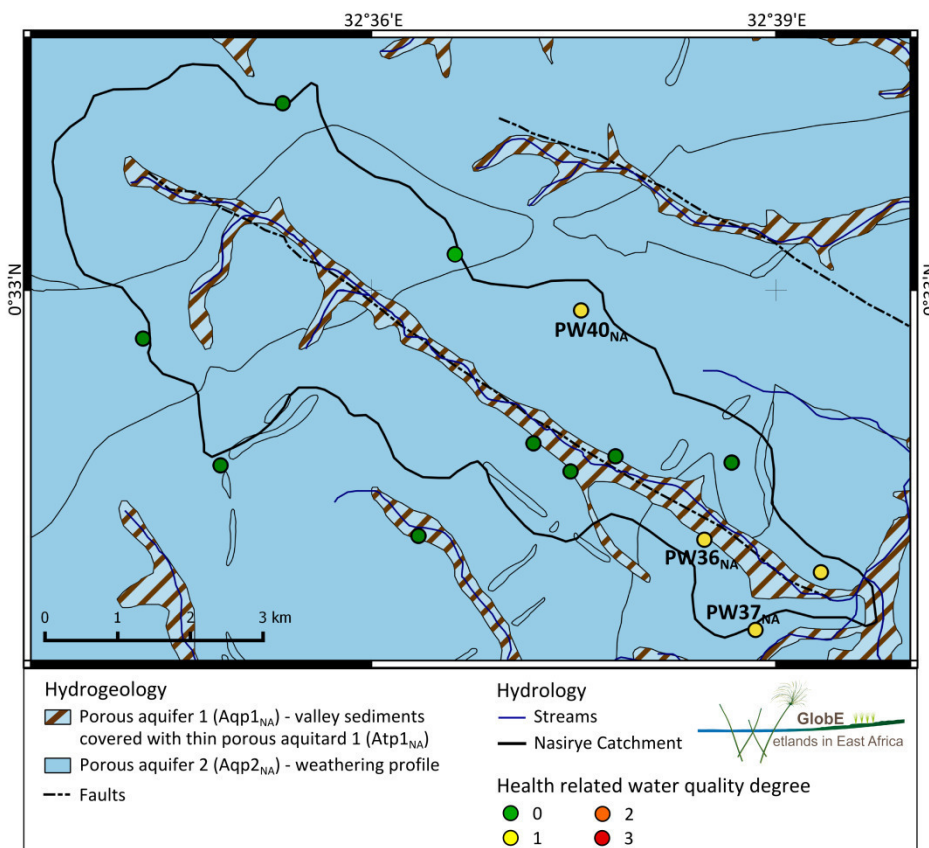 32°36'E 32°39'E
0°33'N 0°33'N
PW40NA
PW36NA
PW37NA
0 1 2 3 km
Hydrogeology
Porous aquifer 1 (Aqp1NA) - valley sediments
covered with thin porous aquitard 1 (Atp1NA)
Porous aquifer 2 (Aqp2NA) - weathering profile
Faults
Hydrology
Streams
Nasirye Catchment
Health related water quality degree
0 2
1 3
GlobE
Wetlands in East Africa